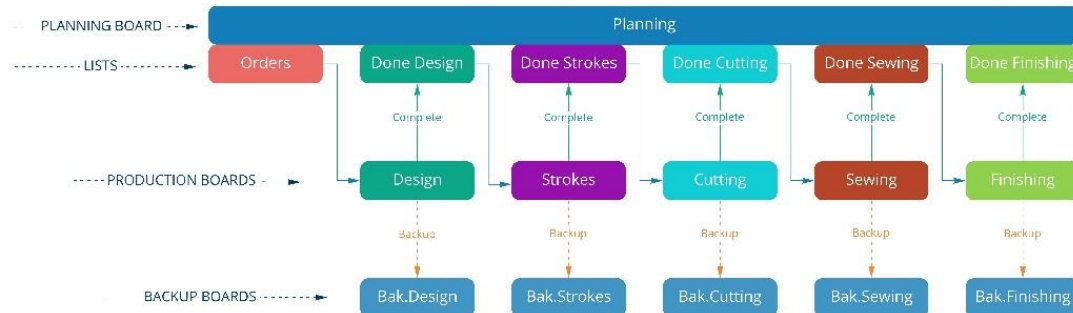 PLANNING BOARD
Planning
LISTS
Orders
Done Design
Done Strokes
Done Cutting
Done Sewing
Done Finishing
Complete
Complete
Complete
Complete
Complete
PRODUCTION BOARDS
Design
Strokes
Cutting
Sewing
Finishing
Backup
Backup
Backup
Backup
Backup
BACKUP BOARDS
Bak.Design
Bak.Strokes
Bak.Cutting
Bak.Sewing
Bak.Finishing